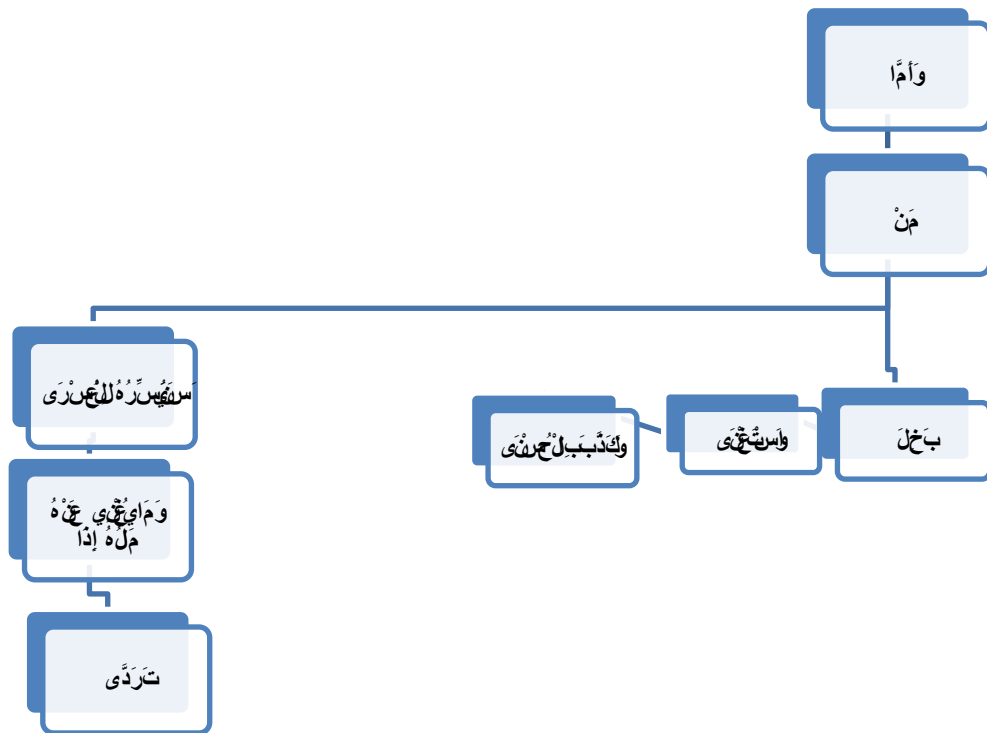 وَأَمَّا
مَنْ
بَخِلَ
وَاسْتَغْنَى
وَكَذَّبَ بِالْحُسْنَى
فَسَنُيَسِّرُهُ لِلْعُسْرَى
وَمَا يُغْنِي عَنْهُ
مَالُهُ إِذَا
تَرَدَّى